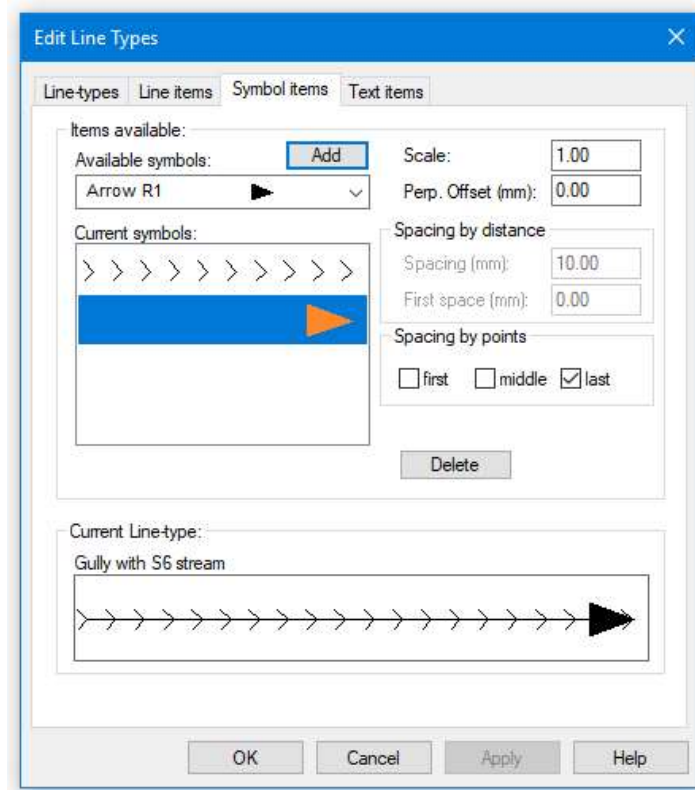 Edit Line Types
Line-types Line items Symbol items Text items
Items available:
Available symbols: Add
Arrow R1
Current symbols:
Scale: 1.00
Perp. Offset (mm): 0.00
Spacing by distance
Spacing (mm): 10.00
First space (mm): 0.00
Spacing by points
first middle last
Delete
Current Line-type:
Gully with S6 stream
OK Cancel Apply Help